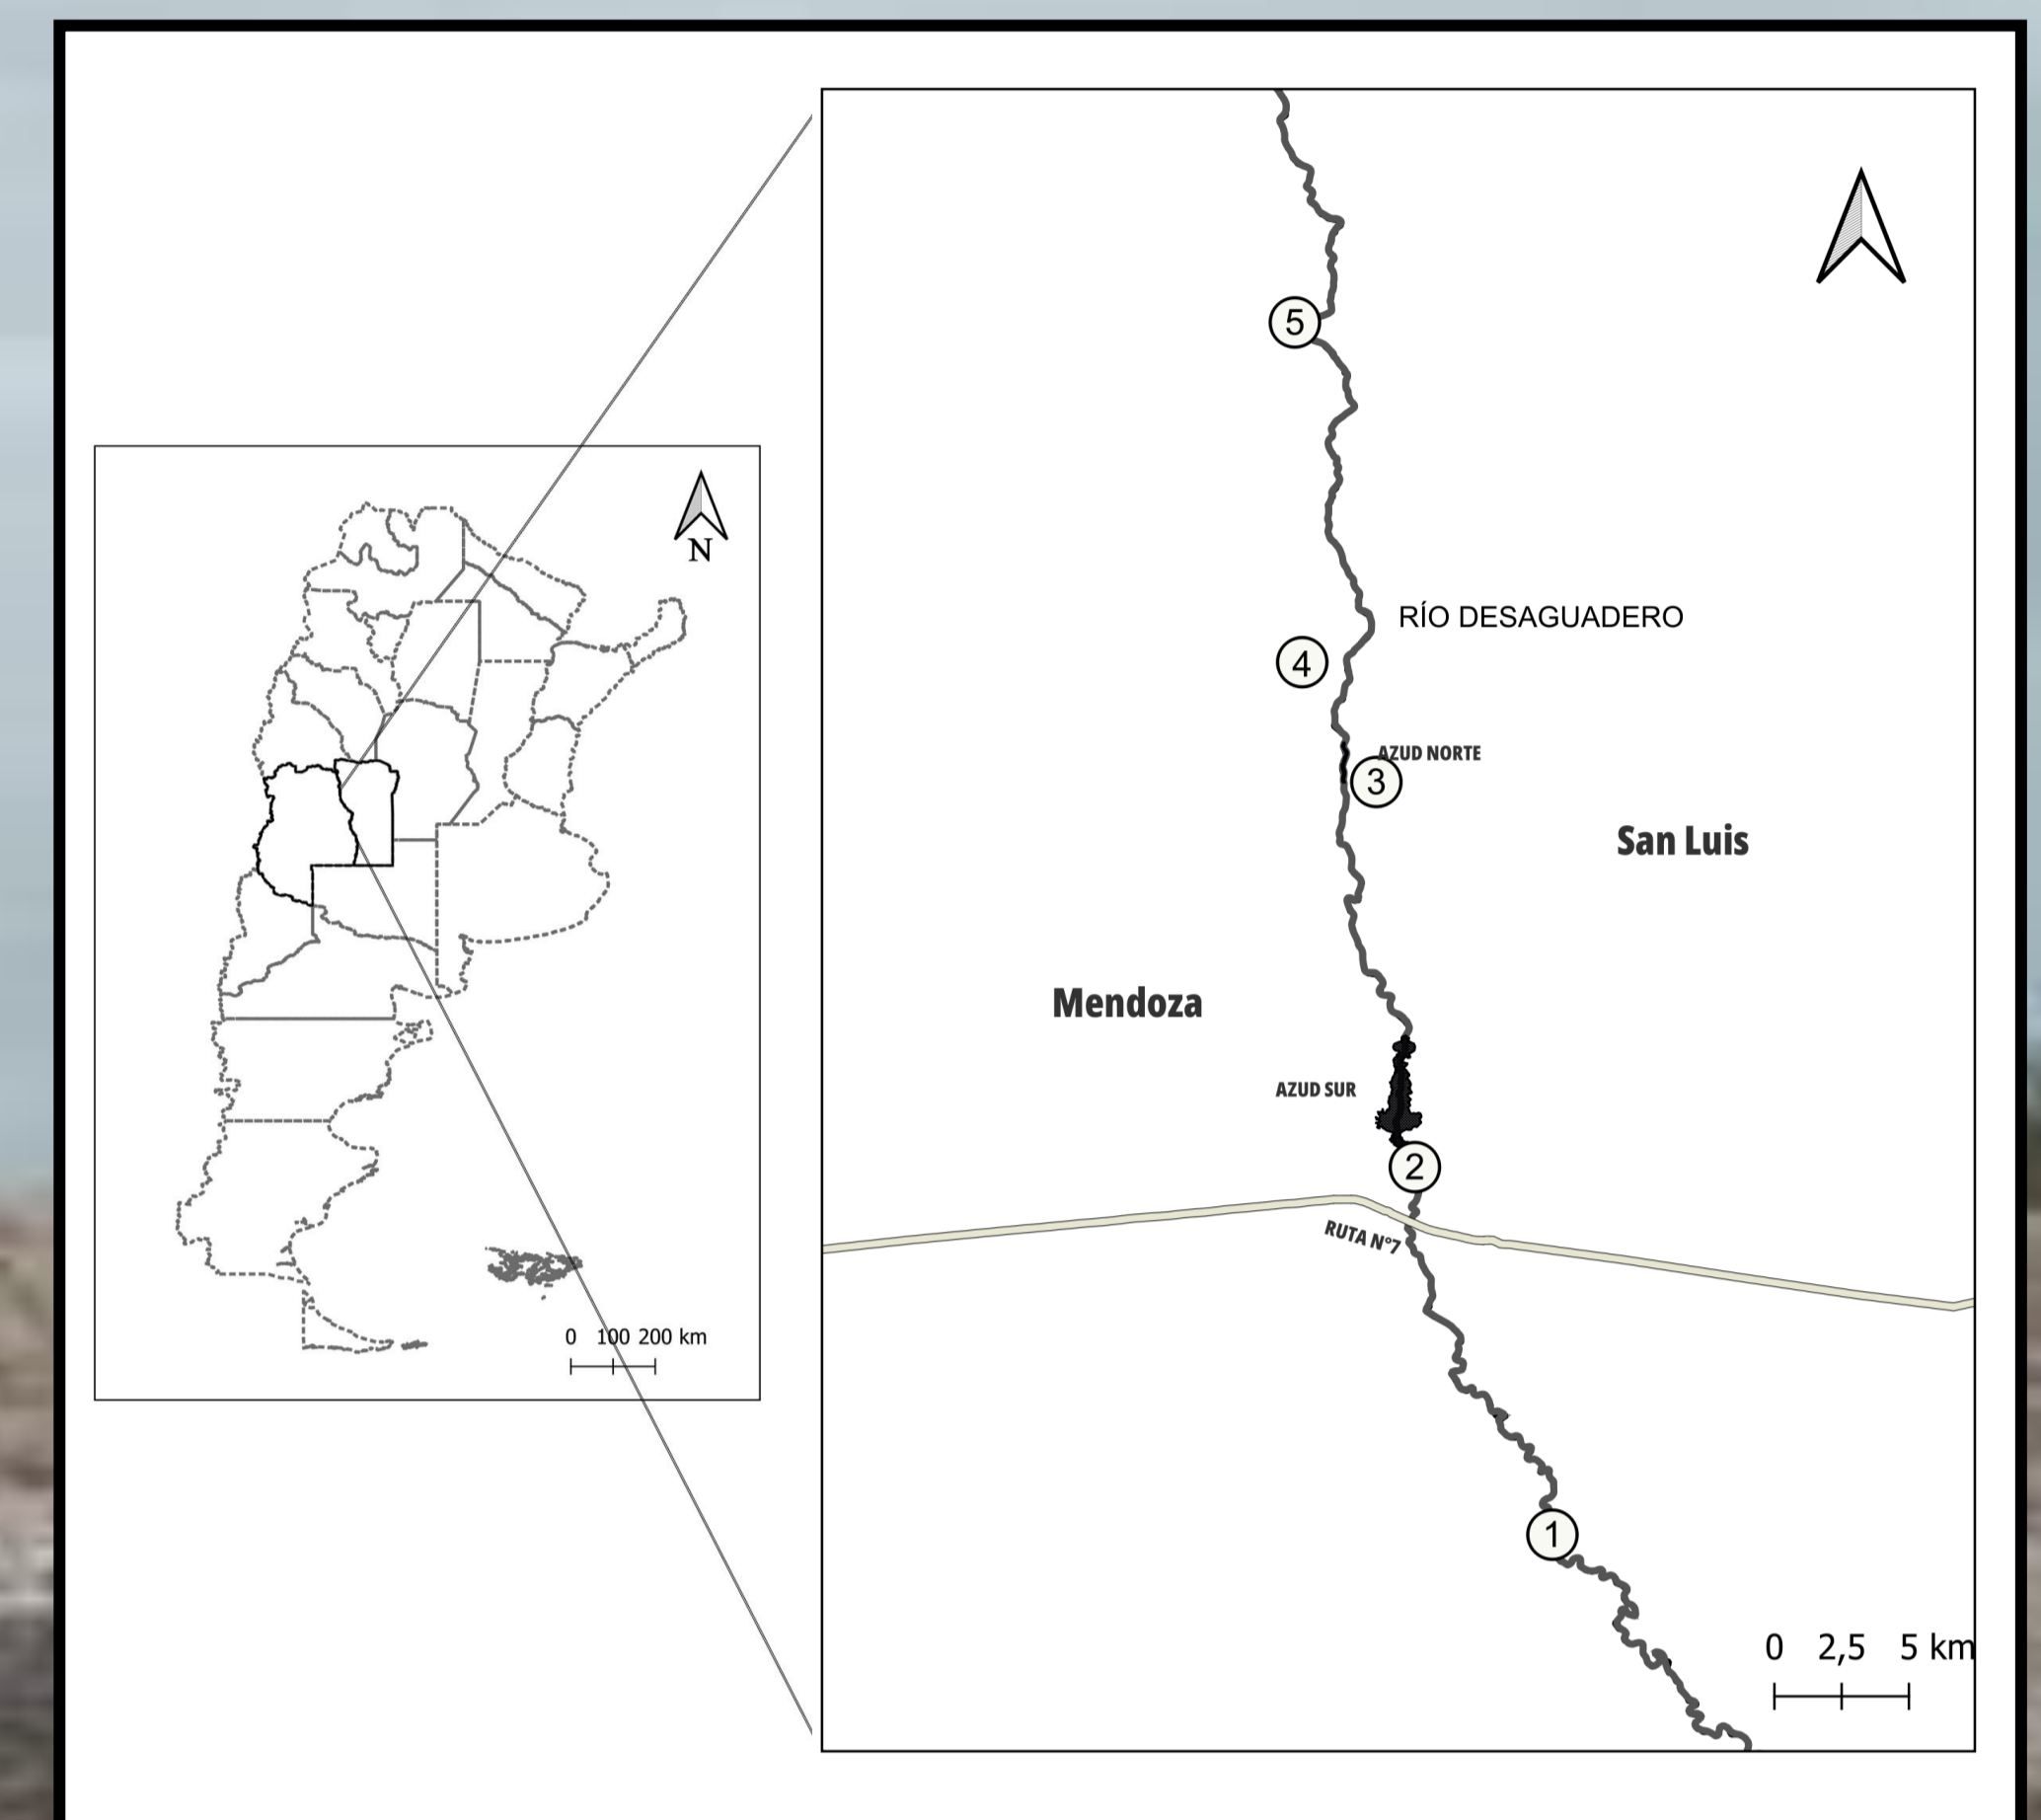 N
0 100 200 km
5
RÍO DESAGUADERO
4
AZUD NORTE
3
San Luis
Mendoza
AZUD SUR
2
RUTA N°7
1
0 2,5 5 km